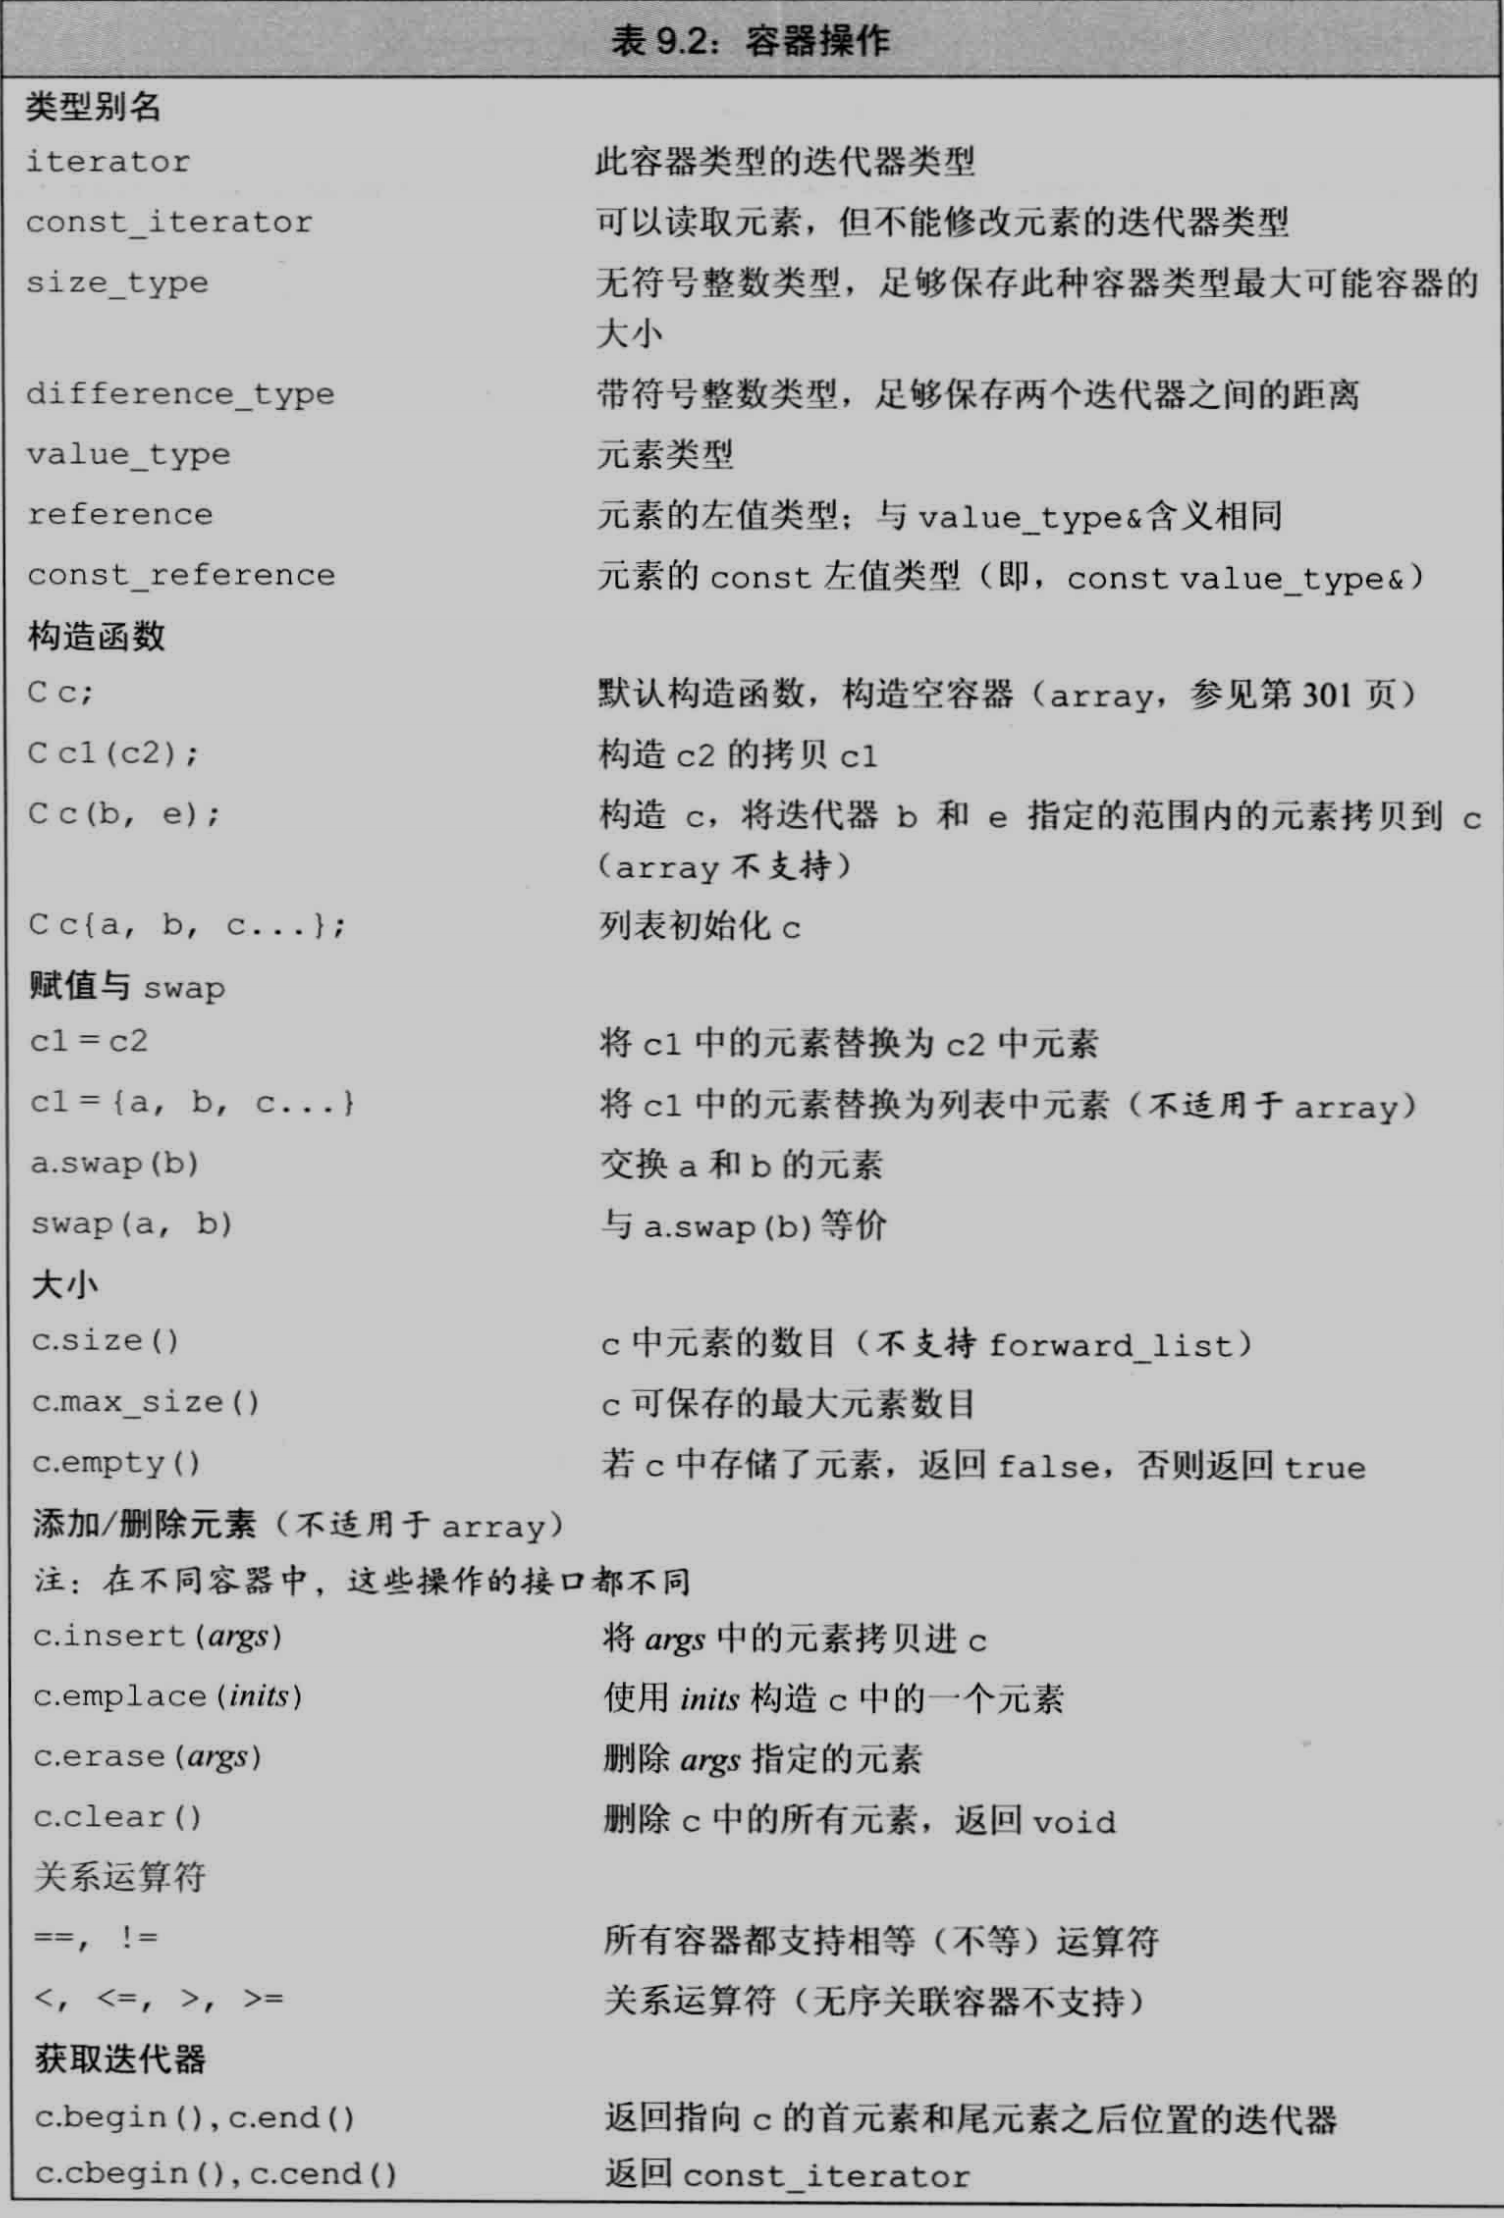 表 9.2：容器操作
类型别名
iterator 此容器类型的迭代器类型
const_iterator 可以读取元素，但不能修改元素的迭代器类型
size_type 无符号整数类型，足够保存此种容器类型最大可能容器的
大小
difference_type 带符号整数类型，足够保存两个迭代器之间的距离
value_type 元素类型
reference 元素的左值类型；与 value_type&含义相同
const_reference 元素的 const 左值类型（即，const value_type&）
构造函数
C c; 默认构造函数，构造空容器（array，参见第 301 页）
C c1(c2); 构造 c2 的拷贝 c1
C c(b, e); 构造 c，将迭代器 b 和 e 指定的范围内的元素拷贝到 c
（array 不支持）
C c{a, b, c...}; 列表初始化 c
赋值与 swap
c1 = c2 将 c1 中的元素替换为 c2 中元素
c1 = {a, b, c...} 将 c1 中的元素替换为列表中元素（不适用于 array）
a.swap(b) 交换 a 和 b 的元素
swap(a, b) 与 a.swap(b) 等价
大小
c.size() c 中元素的数目（不支持 forward_list）
c.max_size() c 可保存的最大元素数目
c.empty() 若 c 中存储了元素，返回 false，否则返回 true
添加/删除元素（不适用于 array）
注：在不同容器中，这些操作的接口都不同
c.insert(args) 将 args 中的元素拷贝进 c
c.emplace(inits) 使用 inits 构造 c 中的一个元素
c.erase(args) 删除 args 指定的元素
c.clear() 删除 c 中的所有元素，返回 void
关系运算符
==, != 所有容器都支持相等（不等）运算符
<, <=, >, >= 关系运算符（无序关联容器不支持）
获取迭代器
c.begin(), c.end() 返回指向 c 的首元素和尾元素之后位置的迭代器
c.cbegin(), c.cend() 返回 const_iterator